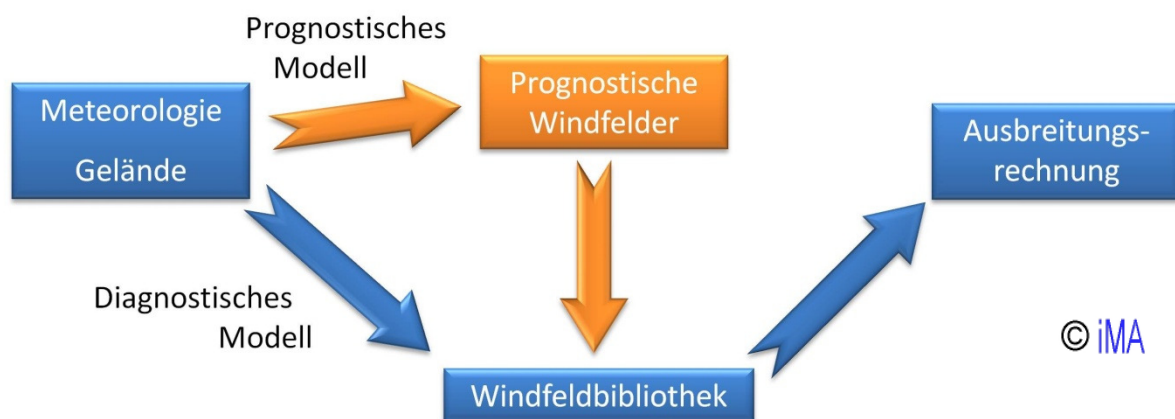 Prognostisches
Modell
Meteorologie
Gelände
Prognostische
Windfelder
Ausbreitungs-
rechnung
Diagnostisches
Modell
Windfeldbibliothek
© iMA